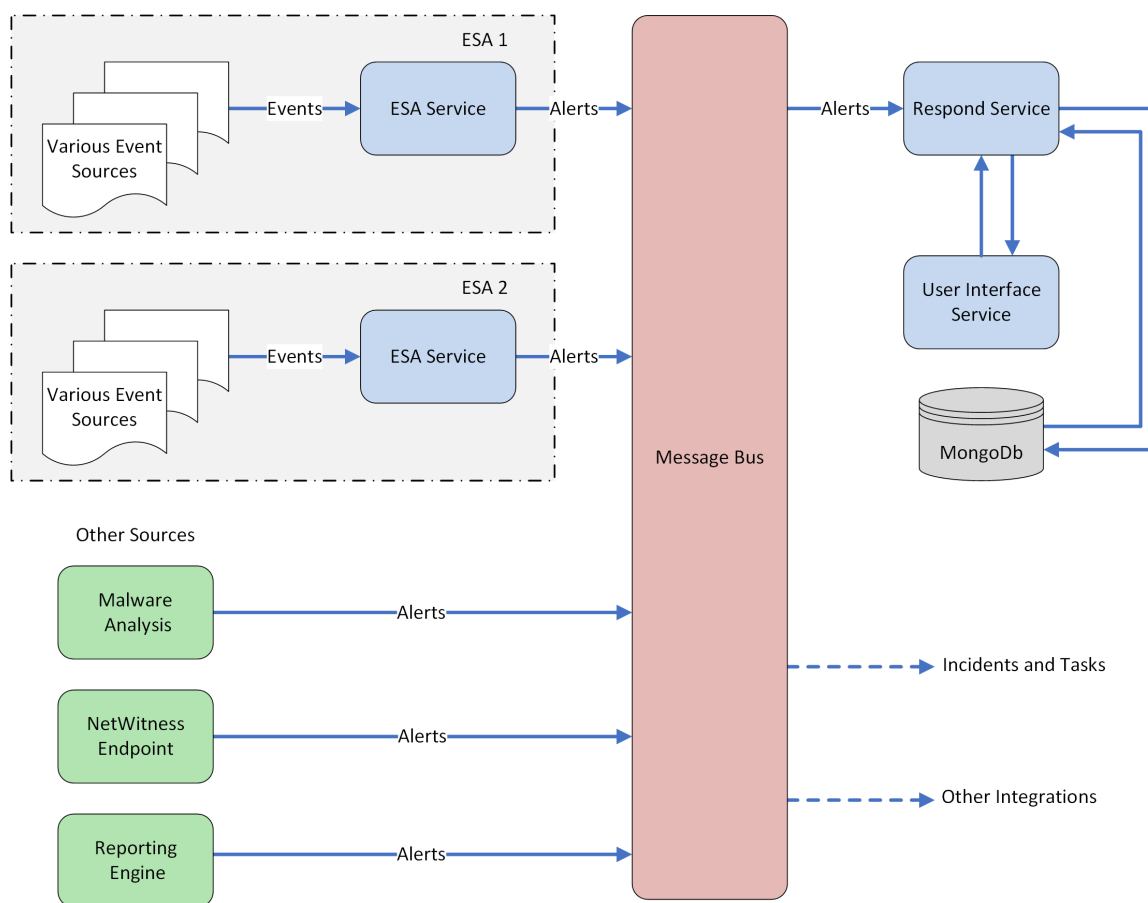 ESA 1
Various Event
Sources
Events
ESA Service
Alerts
ESA 2
Various Event
Sources
Events
ESA Service
Alerts
Other Sources
Malware
Analysis
Alerts
NetWitness
Endpoint
Alerts
Reporting
Engine
Alerts
Message Bus
Alerts
Respond Service
User Interface
Service
MongoDb
Incidents and Tasks
Other Integrations